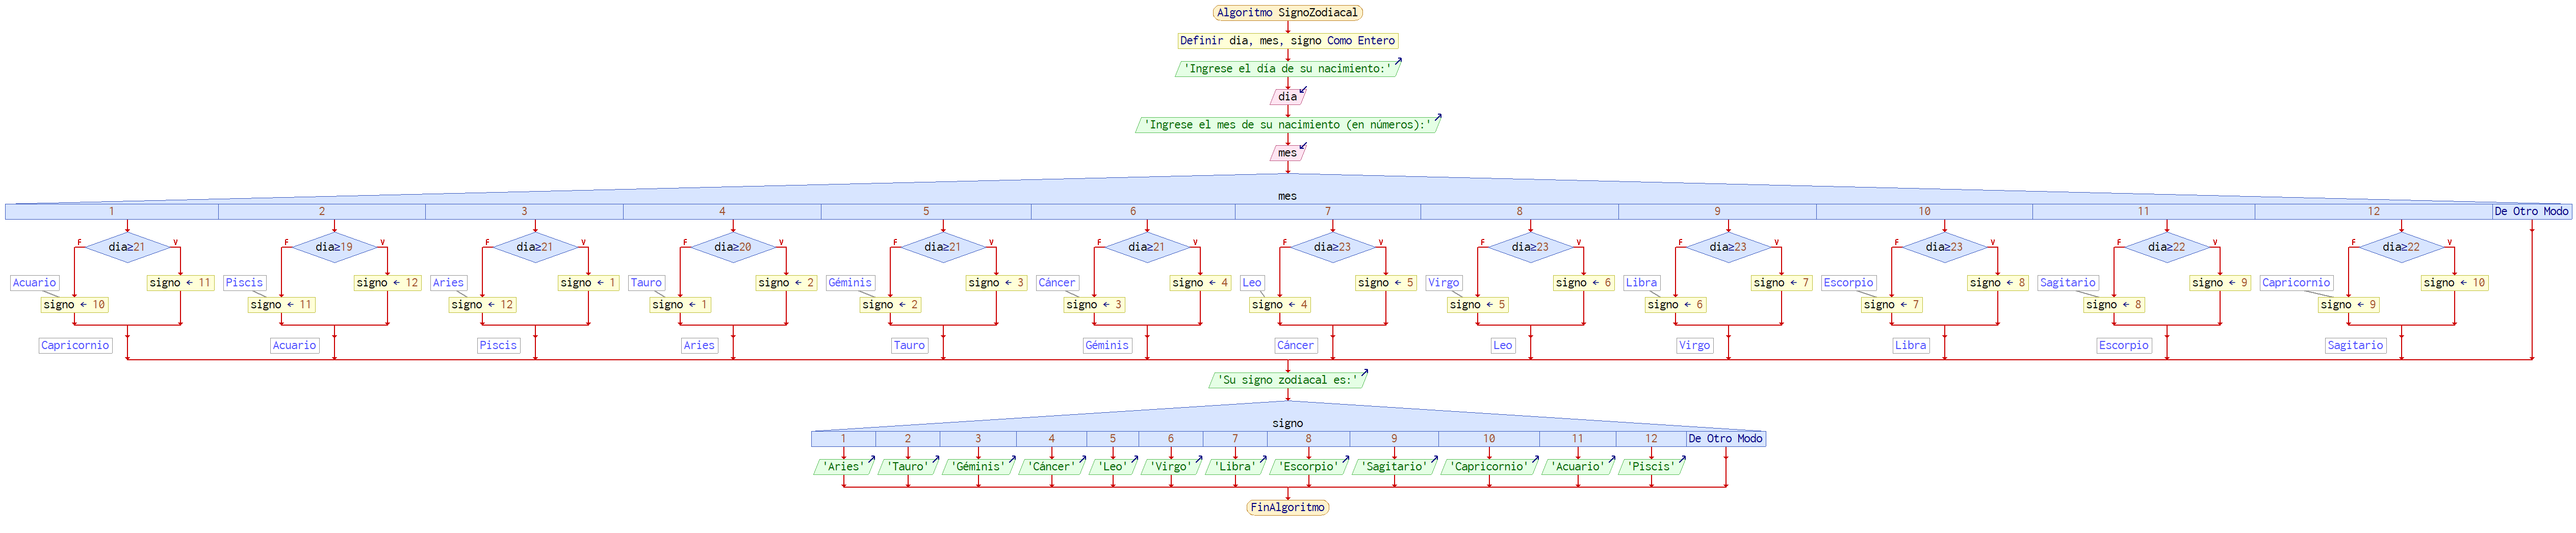 Algoritmo SignoZodiacal
Definir dia, mes, signo Como Entero
'Ingrese el día de su nacimiento:'
dia
'Ingrese el mes de su nacimiento (en números):'
mes
mes
1 2 3 4 5 6 7 8 9 10 11 12 De Otro Modo
F dia≥21 V F dia≥19 V F dia≥21 V F dia≥20 V F dia≥21 V F dia≥21 V F dia≥23 V F dia≥23 V F dia≥23 V F dia≥23 V F dia≥22 V F dia≥22 V
Acuario signo ← 11 Piscis signo ← 12 Aries signo ← 1 Tauro signo ← 2 Géminis signo ← 3 Cáncer signo ← 4 Leo signo ← 5 Virgo signo ← 6 Libra signo ← 7 Escorpio signo ← 8 Sagitario signo ← 9 Capricornio signo ← 10
signo ← 10 signo ← 11 signo ← 12 signo ← 1 signo ← 2 signo ← 3 signo ← 4 signo ← 5 signo ← 6 signo ← 7 signo ← 8 signo ← 9
Capricornio Acuario Piscis Aries Tauro Géminis Cáncer Leo Virgo Libra Escorpio Sagitario
'Su signo zodiacal es:'
signo
1 2 3 4 5 6 7 8 9 10 11 12 De Otro Modo
'Aries' 'Tauro' 'Géminis' 'Cáncer' 'Leo' 'Virgo' 'Libra' 'Escorpio' 'Sagitario' 'Capricornio' 'Acuario' 'Piscis'
FinAlgoritmo